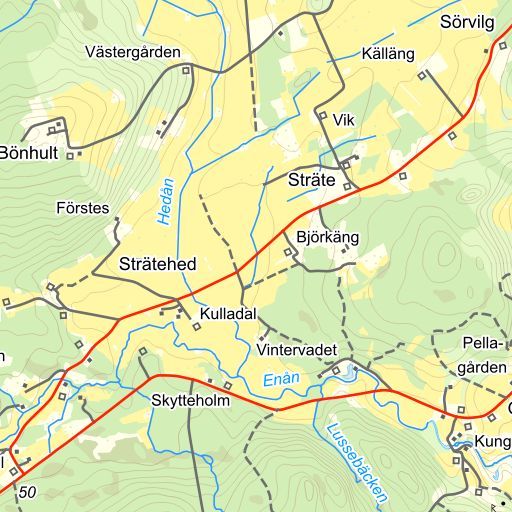 Sörvilg
Västergården
Källäng
Vik
Bönhult
Sträte
Hedån
Förstes
Björkäng
Strätehed
Kulladal
Pella-
gården
Vintervadet
Enån
Skytteholm
Lussebäcken
Kung
50